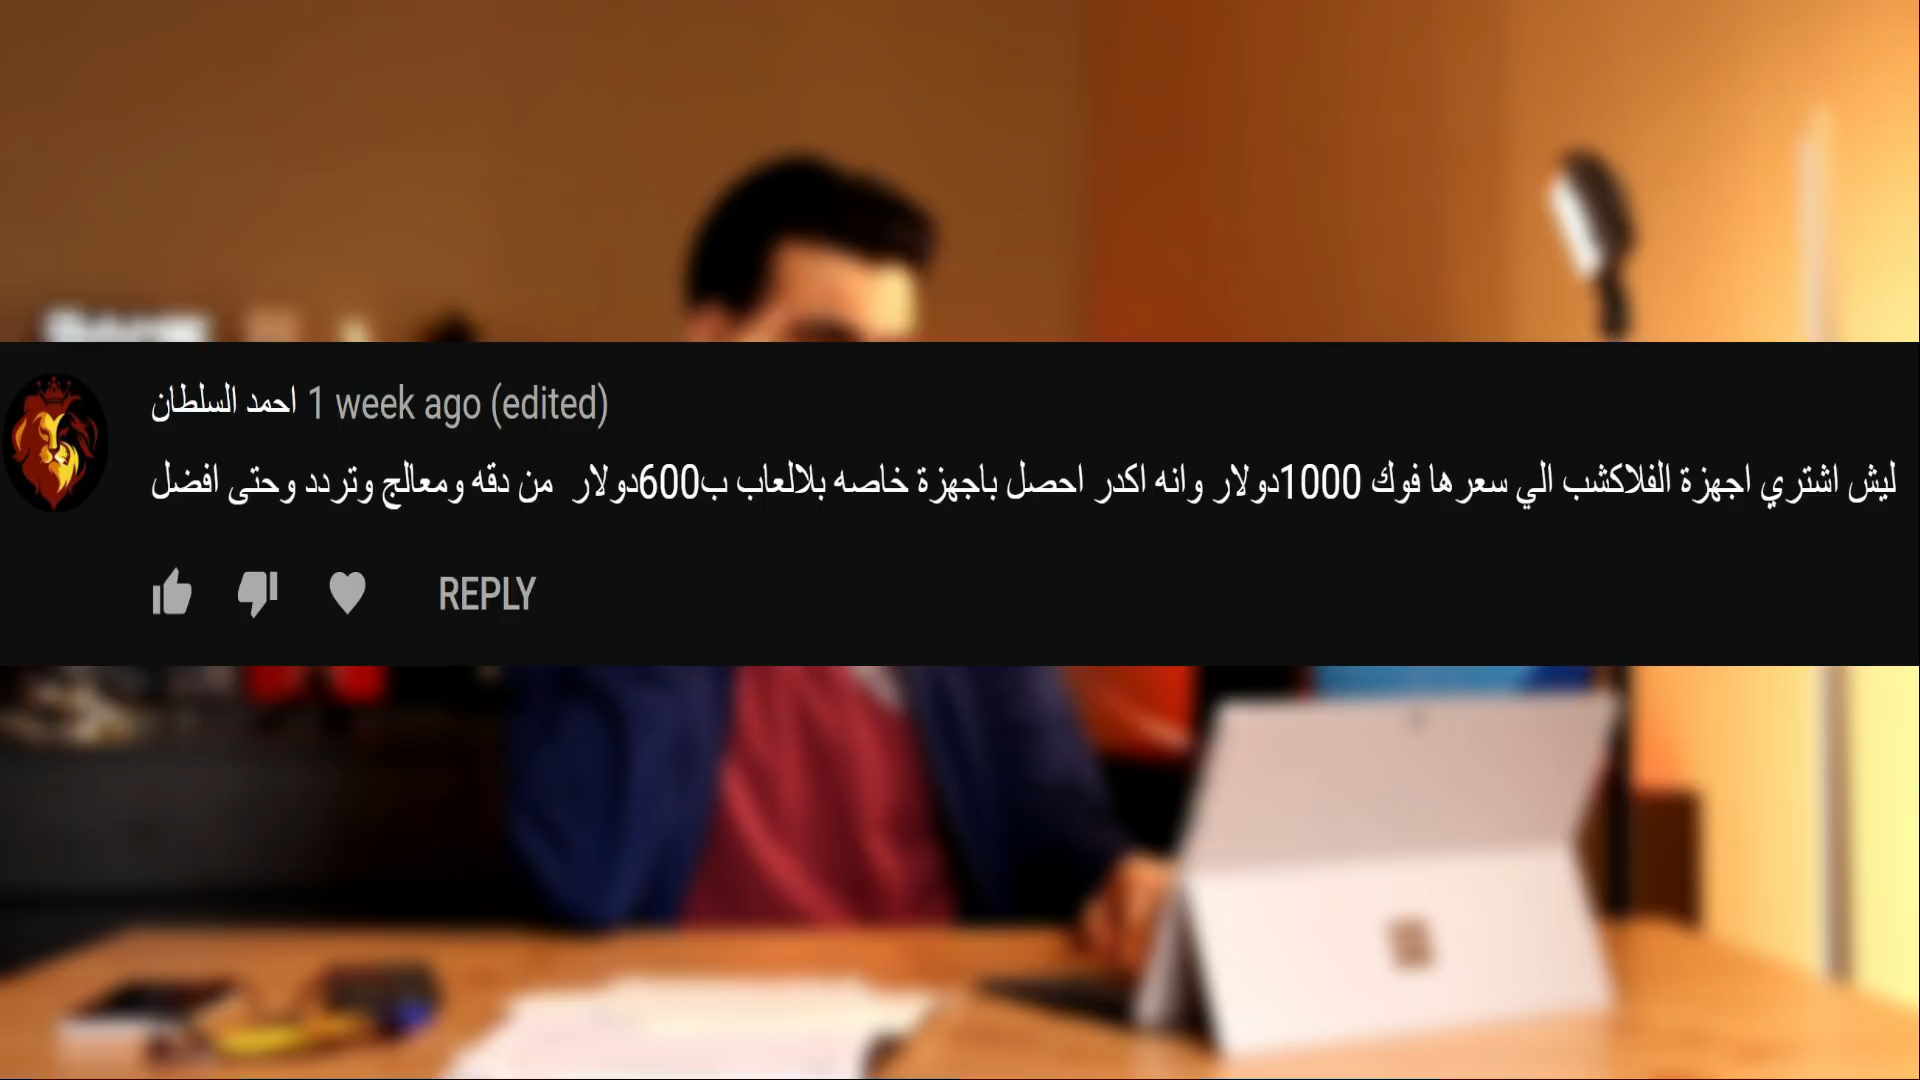 احمد السلطان 1 week ago (edited)
ليش اشتري اجهزة الفلاكشب الي سعرها فوك 1000دولار وانه اكدر احصل باجهزة خاصه بلالعاب ب600دولار  من دقه ومعالج وتردد وحتى افضل
REPLY